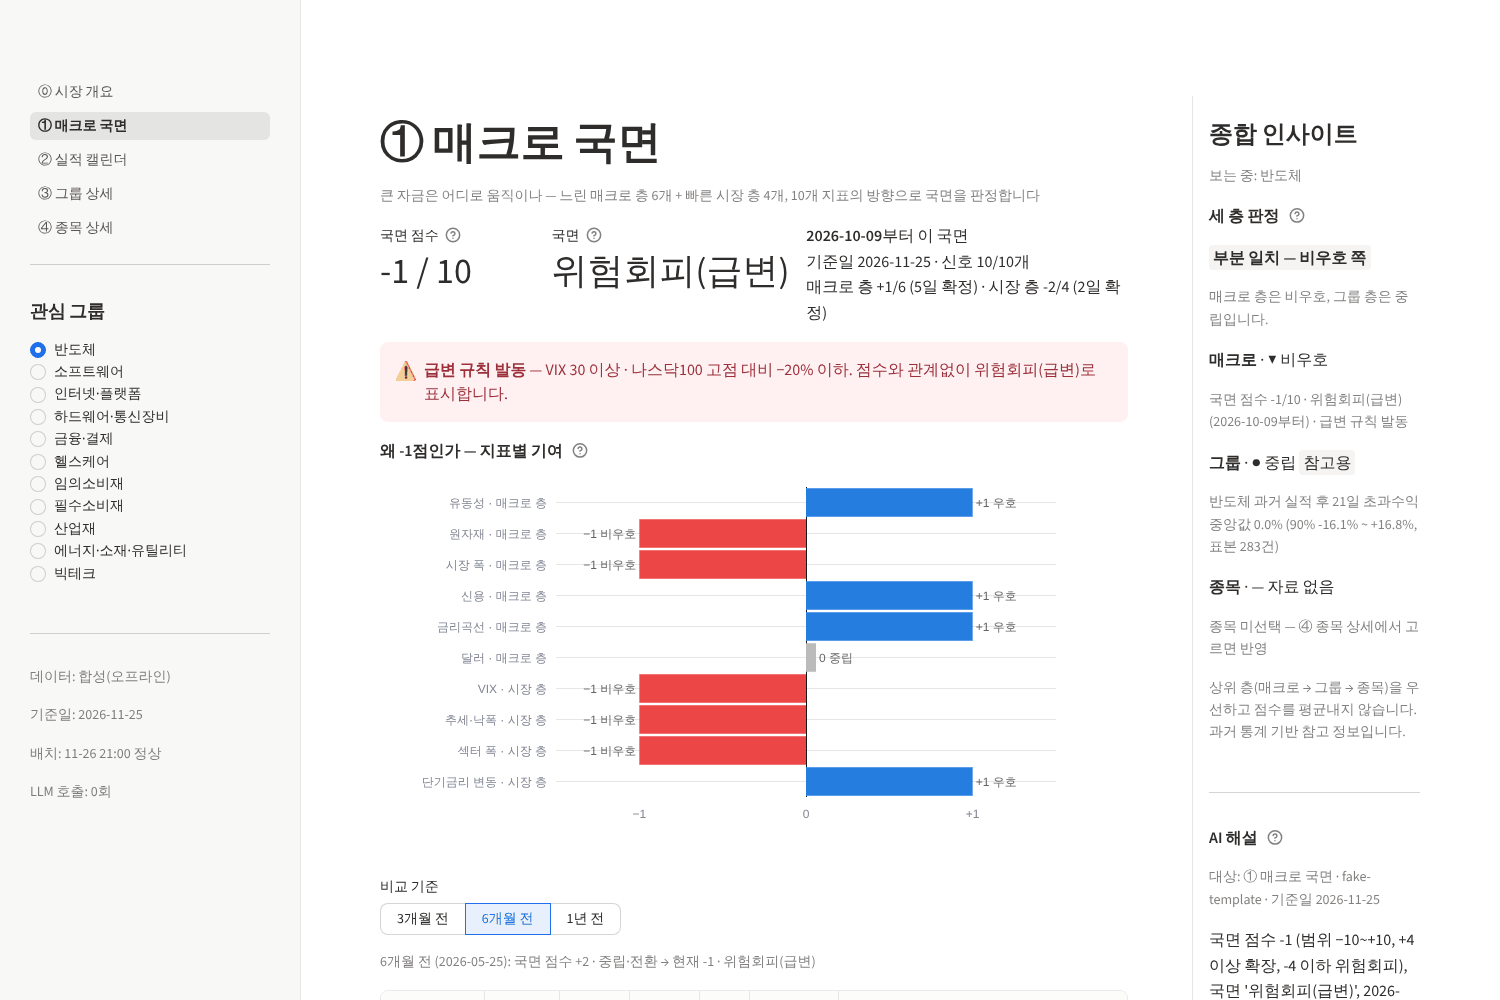 ⓪ 시장 개요
① 매크로 국면
② 실적 캘린더
③ 그룹 상세
④ 종목 상세
관심 그룹
반도체
소프트웨어
인터넷·플랫폼
하드웨어·통신장비
금융·결제
헬스케어
임의소비재
필수소비재
산업재
에너지·소재·유틸리티
빅테크
데이터: 합성(오프라인)
기준일: 2026-11-25
배치: 11-26 21:00 정상
LLM 호출: 0회
① 매크로 국면
큰 자금은 어디로 움직이나 — 느린 매크로 층 6개 + 빠른 시장 층 4개, 10개 지표의 방향으로 국면을 판정합니다
국면 점수
-1 / 10
국면
위험회피(급변)
2026-10-09부터 이 국면
기준일 2026-11-25 · 신호 10/10개
매크로 층 +1/6 (5일 확정) · 시장 층 -2/4 (2일 확
정)
급변 규칙 발동 — VIX 30 이상 · 나스닥100 고점 대비 −20% 이하. 점수와 관계없이 위험회피(급변)로
표시합니다.
왜 -1점인가 — 지표별 기여
유동성 · 매크로 층 +1 우호
원자재 · 매크로 층 −1 비우호
시장 폭 · 매크로 층 −1 비우호
신용 · 매크로 층 +1 우호
금리곡선 · 매크로 층 +1 우호
달러 · 매크로 층 0 중립
VIX · 시장 층 −1 비우호
추세·낙폭 · 시장 층 −1 비우호
섹터 폭 · 시장 층 −1 비우호
단기금리 변동 · 시장 층 +1 우호
−1 0 +1
비교 기준
3개월 전 6개월 전 1년 전
6개월 전 (2026-05-25): 국면 점수 +2 · 중립·전환 → 현재 -1 · 위험회피(급변)
종합 인사이트
보는 중: 반도체
세 층 판정
부분 일치 — 비우호 쪽
매크로 층은 비우호, 그룹 층은 중
립입니다.
매크로 · ▼ 비우호
국면 점수 -1/10 · 위험회피(급변)
(2026-10-09부터) · 급변 규칙 발동
그룹 · ● 중립 참고용
반도체 과거 실적 후 21일 초과수익
중앙값 0.0% (90% -16.1% ~ +16.8%,
표본 283건)
종목 · — 자료 없음
종목 미선택 — ④ 종목 상세에서 고
르면 반영
상위 층(매크로 → 그룹 → 종목)을 우
선하고 점수를 평균내지 않습니다.
과거 통계 기반 참고 정보입니다.
AI 해설
대상: ① 매크로 국면 · fake-
template · 기준일 2026-11-25
국면 점수 -1 (범위 −10~+10, +4
이상 확장, -4 이하 위험회피),
국면 '위험회피(급변)', 2026-